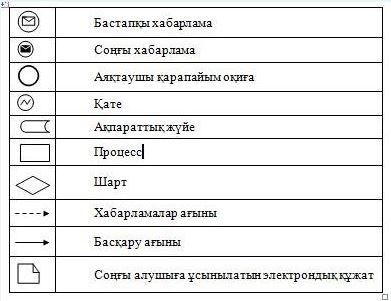 Бастапқы хабарлама
Соңғы хабарлама
Аяқтаушы қарапайым оқиға
Қате
Ақпараттық жүйе
Процесс
Шарт
Хабарламалар ағыны
Басқару ағыны
Соңғы алушыға ұсынылатын электрондық құжат